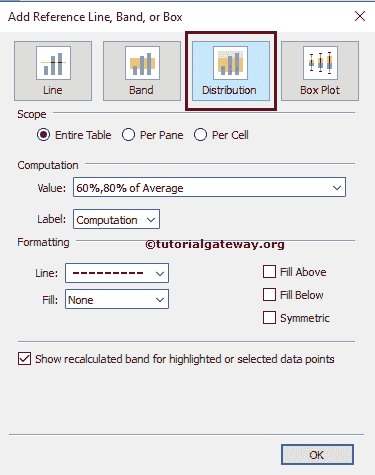 Add Reference Line, Band, or Box
Line Band Distribution Box Plot
Scope
Entire Table Per Pane Per Cell
Computation
Value: 60%,80% of Average
Label: Computation
©tutorialgateway.org
Formatting
Line: Fill Above
Fill: None Fill Below
Symmetric
Show recalculated band for highlighted or selected data points
OK